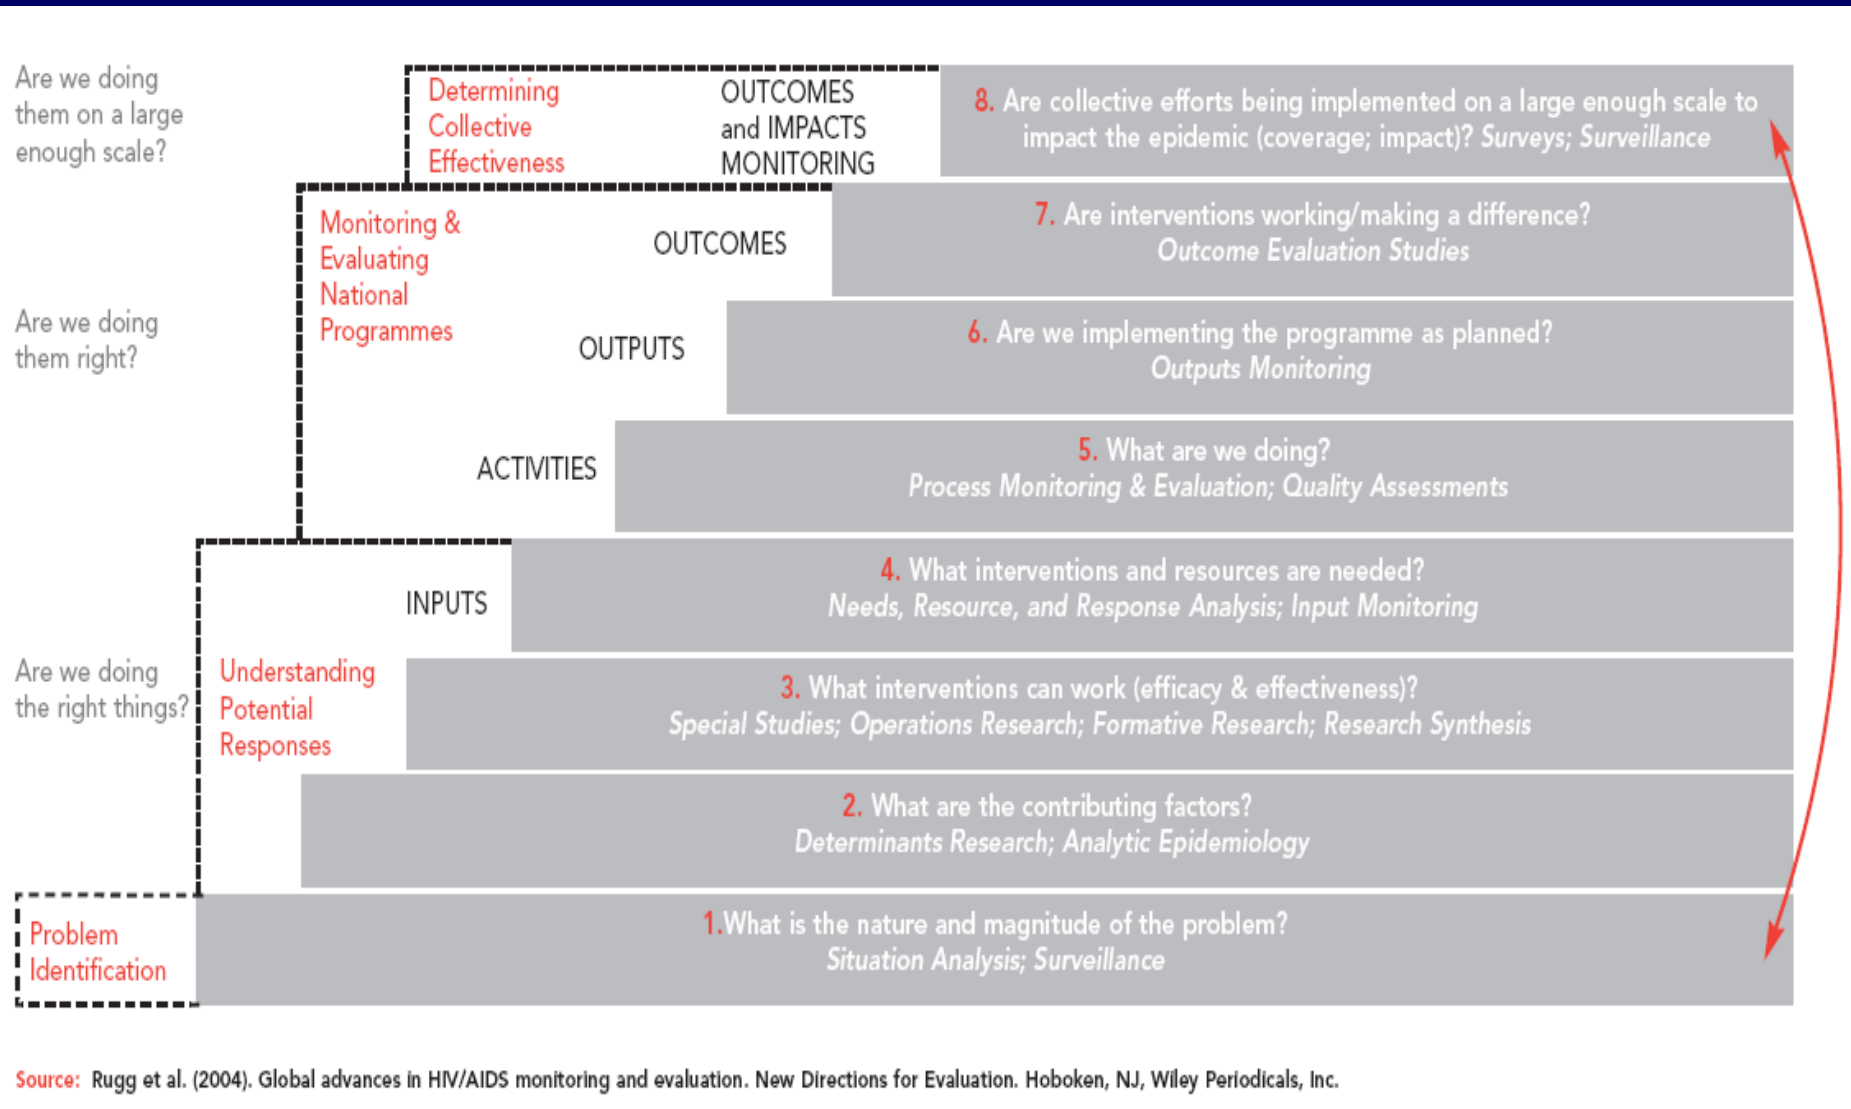 Are we doing
them on a large
enough scale?
Determining
Collective
Effectiveness
OUTCOMES
and IMPACTS
MONITORING
8. Are collective efforts being implemented on a large enough scale to
impact the epidemic (coverage; impact)? Surveys; Surveillance
Monitoring &
Evaluating
National
Programmes
OUTCOMES
7. Are interventions working/making a difference?
Outcome Evaluation Studies
Are we doing
them right?
OUTPUTS
6. Are we implementing the programme as planned?
Outputs Monitoring
ACTIVITIES
5. What are we doing?
Process Monitoring & Evaluation; Quality Assessments
INPUTS
4. What interventions and resources are needed?
Needs, Resource, and Response Analysis; Input Monitoring
Are we doing
the right things?
Understanding
Potential
Responses
3. What interventions can work (efficacy & effectiveness)?
Special Studies; Operations Research; Formative Research; Research Synthesis
2. What are the contributing factors?
Determinants Research; Analytic Epidemiology
Problem
Identification
1.What is the nature and magnitude of the problem?
Situation Analysis; Surveillance
Source: Rugg et al. (2004). Global advances in HIV/AIDS monitoring and evaluation. New Directions for Evaluation. Hoboken, NJ, Wiley Periodicals, Inc.